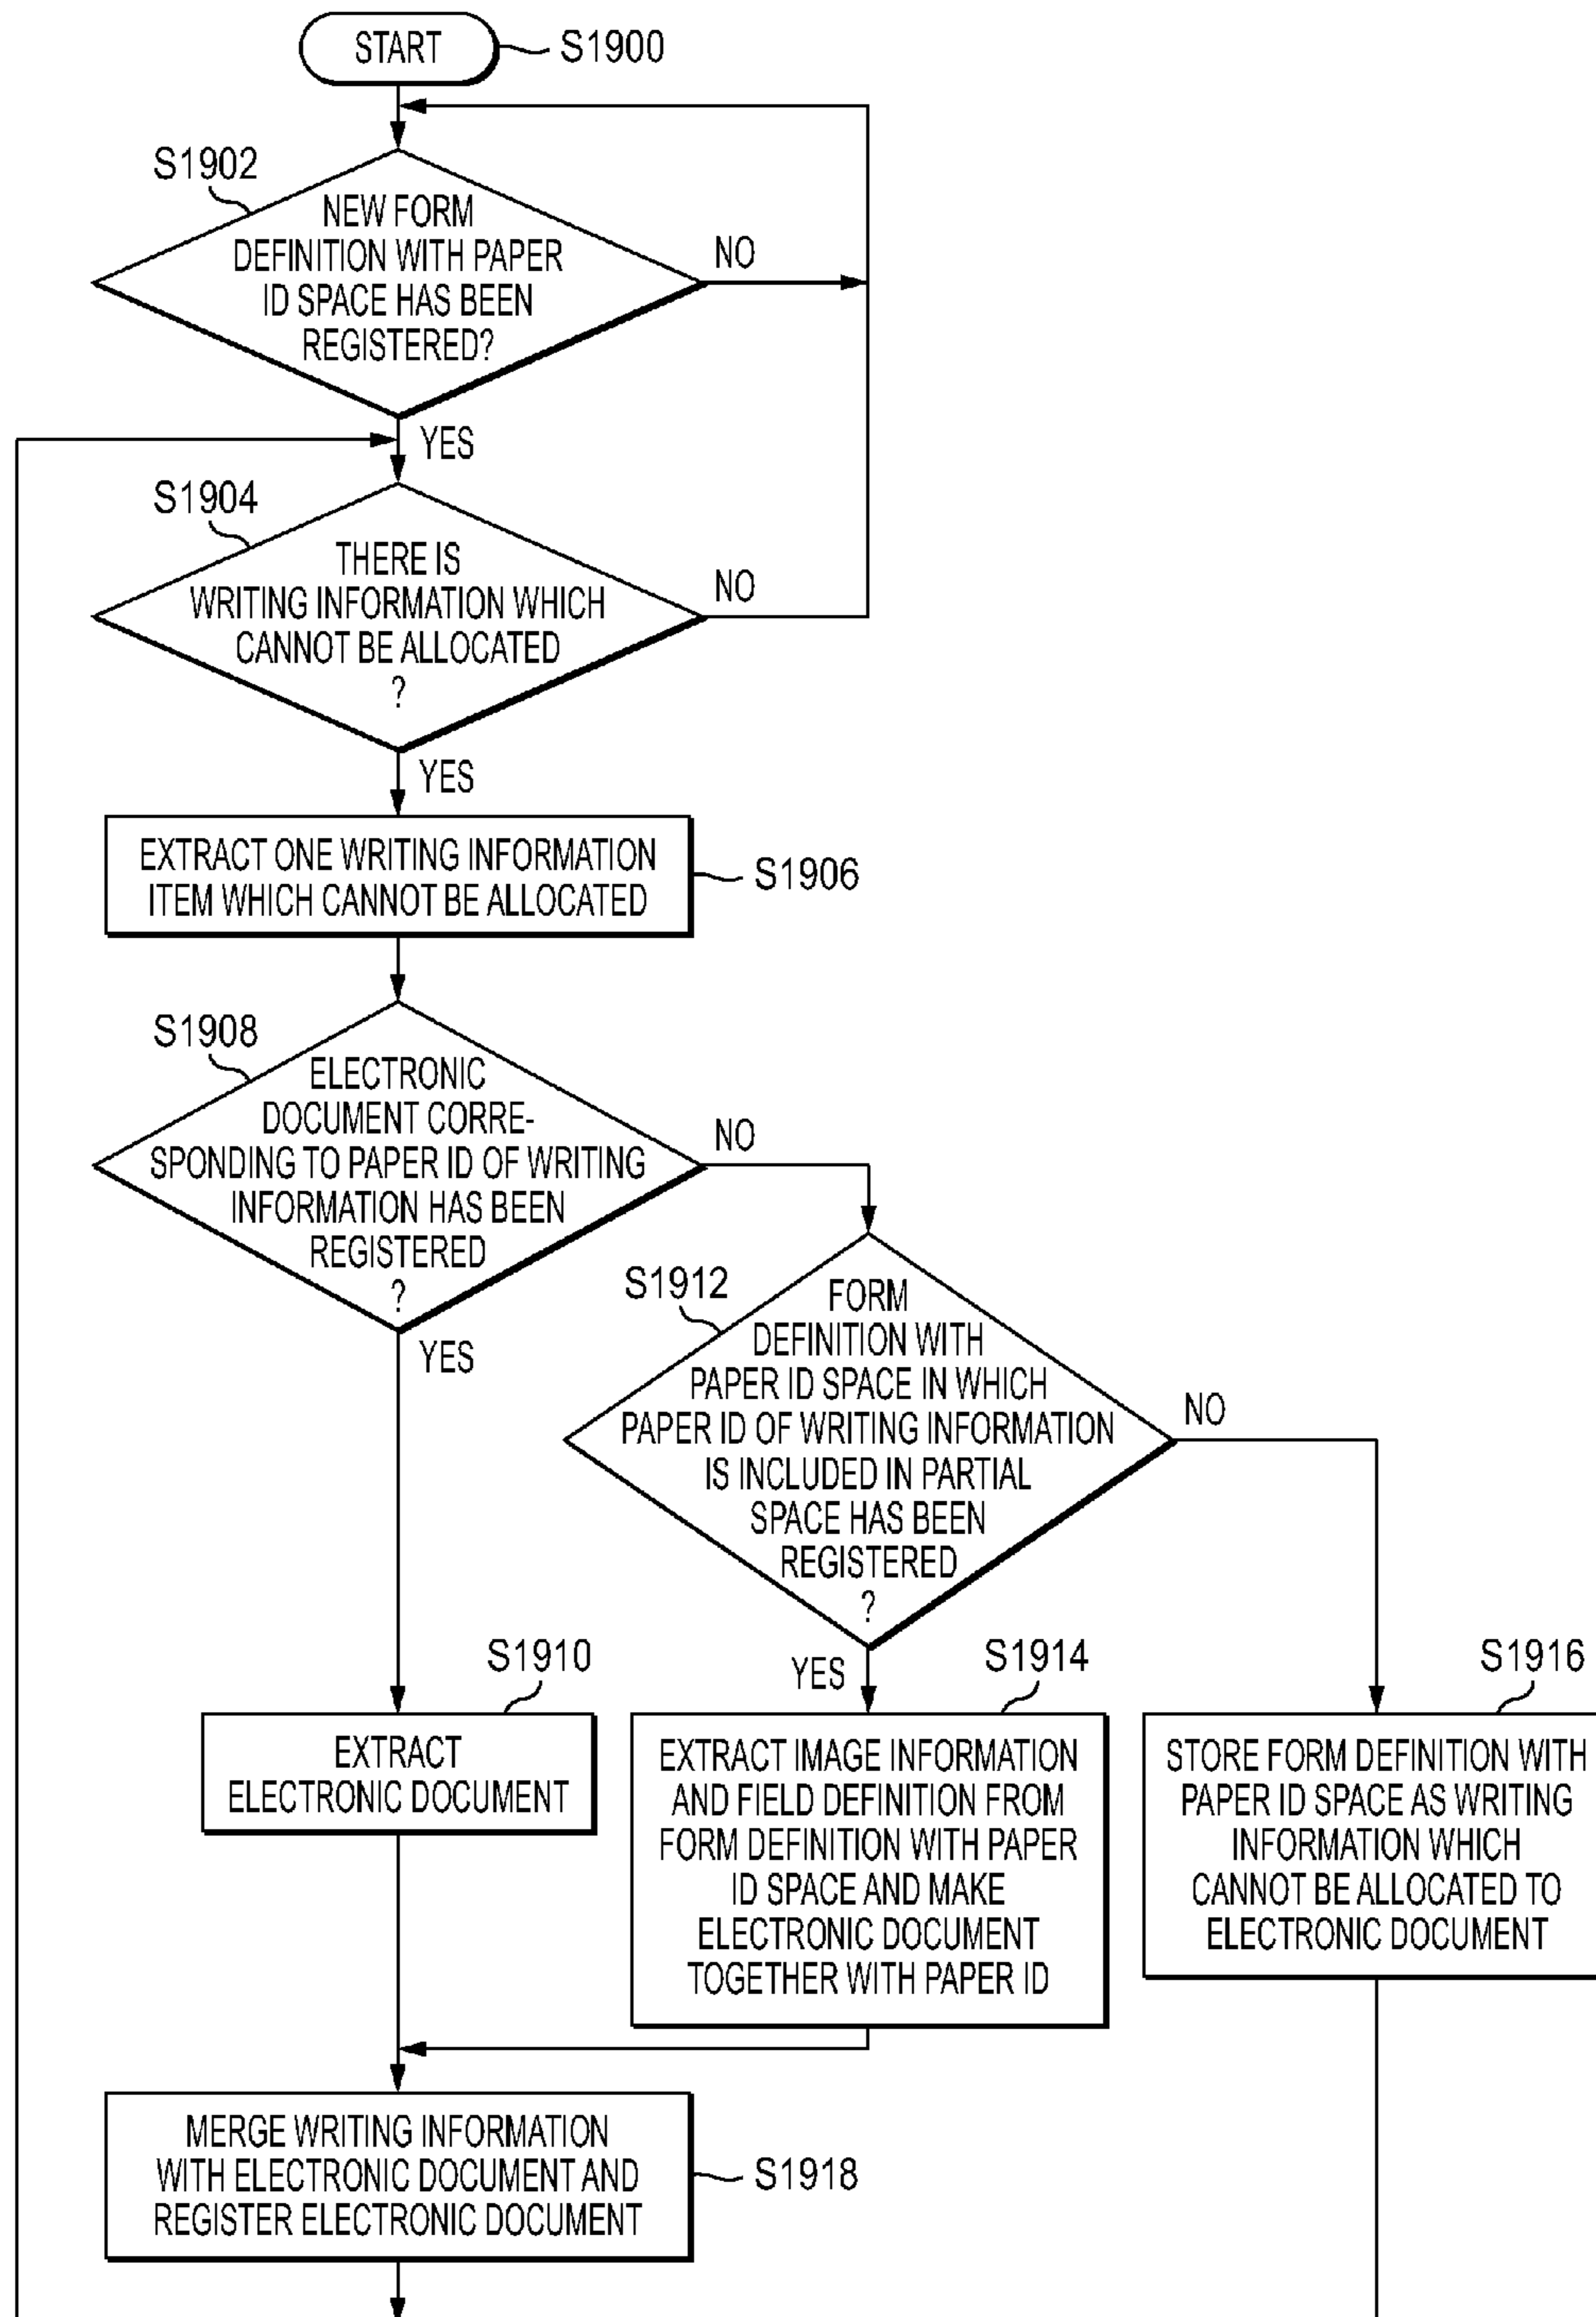 START
S1900
S1902
NEW FORM
DEFINITION WITH PAPER
ID SPACE HAS BEEN
REGISTERED?
NO
YES
S1904
THERE IS
WRITING INFORMATION WHICH
CANNOT BE ALLOCATED
?
NO
YES
EXTRACT ONE WRITING INFORMATION
ITEM WHICH CANNOT BE ALLOCATED
S1906
S1908
ELECTRONIC
DOCUMENT CORRE-
SPONDING TO PAPER ID OF WRITING
INFORMATION HAS BEEN
REGISTERED
?
NO
YES
S1912
FORM
DEFINITION WITH
PAPER ID SPACE IN WHICH
PAPER ID OF WRITING INFORMATION
IS INCLUDED IN PARTIAL
SPACE HAS BEEN
REGISTERED
?
NO
YES
S1910
EXTRACT
ELECTRONIC DOCUMENT
S1914
EXTRACT IMAGE INFORMATION
AND FIELD DEFINITION FROM
FORM DEFINITION WITH PAPER
ID SPACE AND MAKE
ELECTRONIC DOCUMENT
TOGETHER WITH PAPER ID
S1916
STORE FORM DEFINITION WITH
PAPER ID SPACE AS WRITING
INFORMATION WHICH
CANNOT BE ALLOCATED TO
ELECTRONIC DOCUMENT
MERGE WRITING INFORMATION
WITH ELECTRONIC DOCUMENT AND
REGISTER ELECTRONIC DOCUMENT
S1918